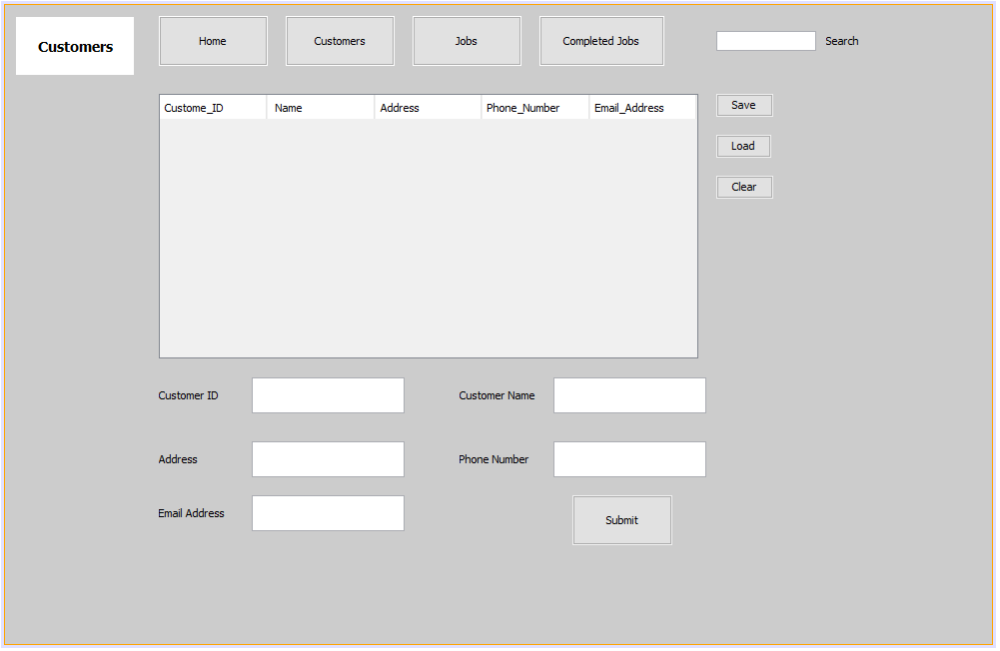 Customers
Home Customers Jobs Completed Jobs Search
Custome_ID Name Address Phone_Number Email_Address
Save
Load
Clear
Customer ID Customer Name
Address Phone Number
Email Address Submit